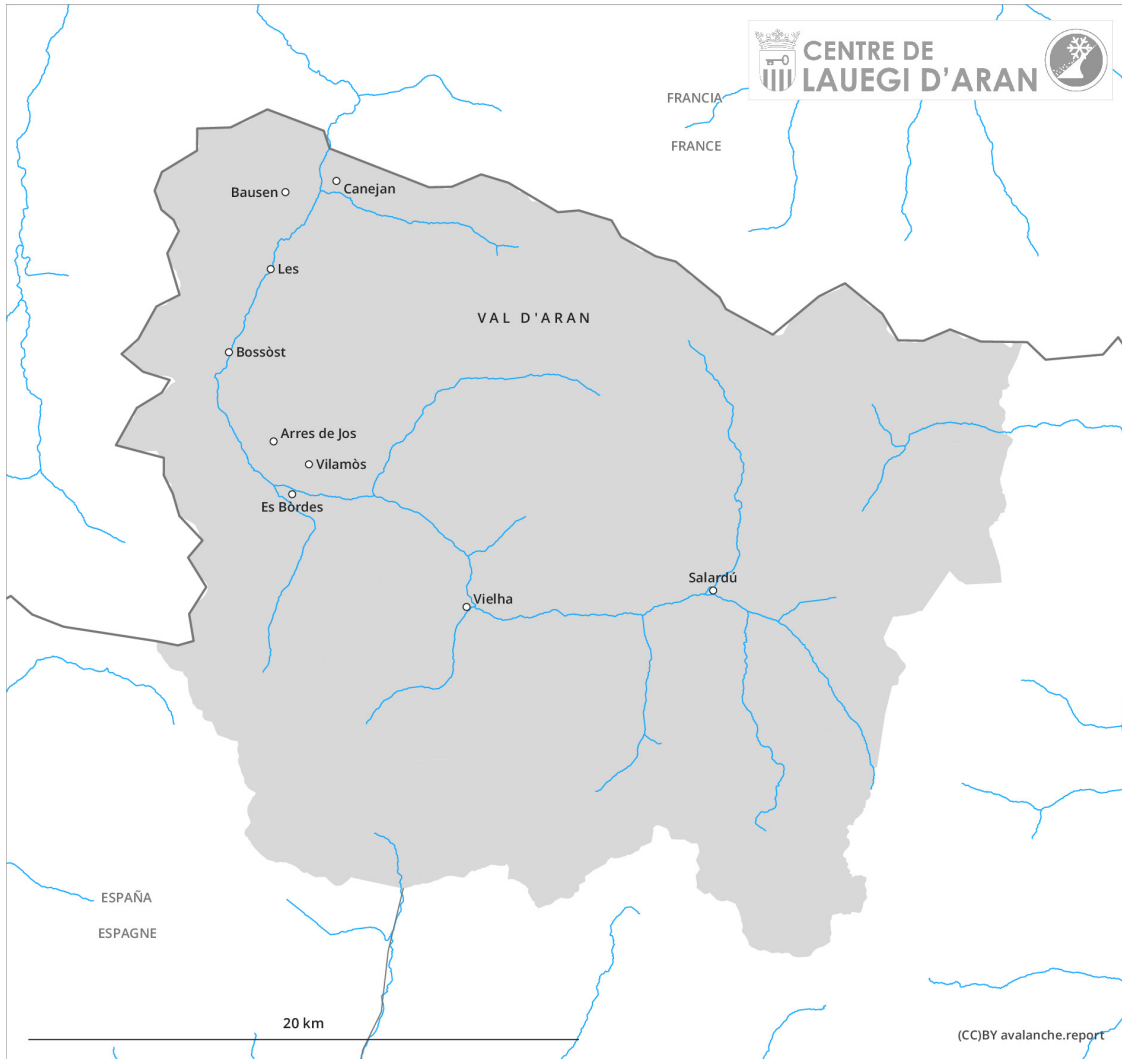 CENTRE DE
LAUEGI D'ARAN
FRANCIA
FRANCE
Canejan
Bausen
Les
VAL D'ARAN
Bossòst
Arres de Jos
Vilamòs
Es Bòrdes
Salardú
Vielha
ESPAÑA
ESPAGNE
20 km
(CC)BY avalanche.report